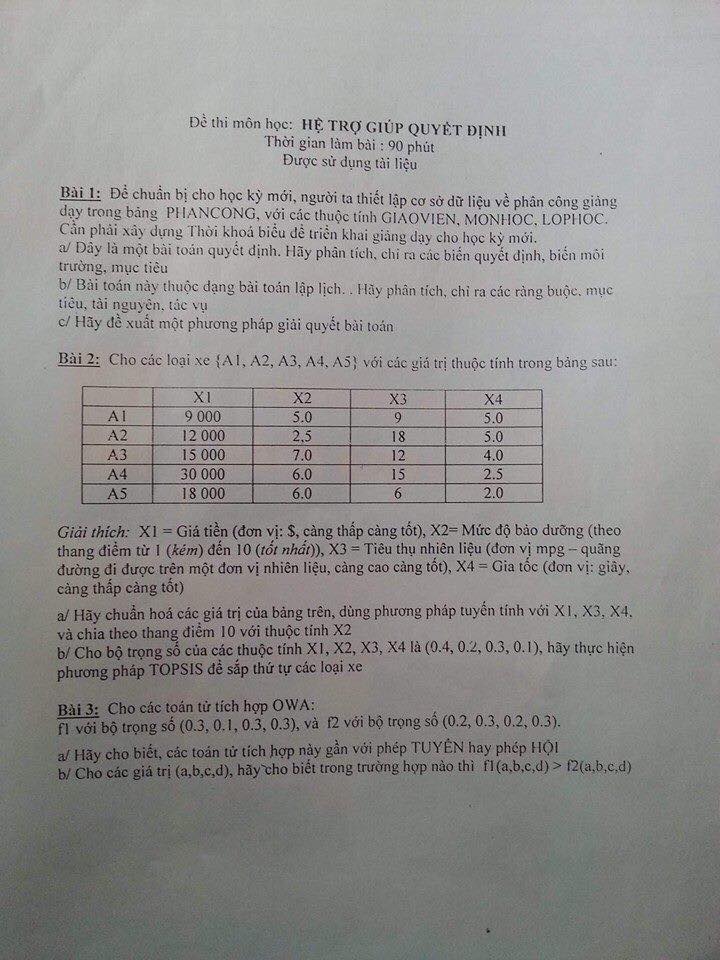 Đề thi môn học: HỆ TRỢ GIÚP QUYẾT ĐỊNH
Thời gian làm bài : 90 phút
Được sử dụng tài liệu
Bài 1: Để chuẩn bị cho học kỳ mới, người ta thiết lập cơ sở dữ liệu về phân công giảng
dạy trong bảng PHANCONG, với các thuộc tính GIAOVIEN, MONHOC, LOPHOC.
Cần phải xây dựng Thời khoá biểu để triển khai giảng dạy cho học kỳ mới.
a/ Đây là một bài toán quyết định. Hãy phân tích, chỉ ra các biến quyết định, biến môi
trường, mục tiêu
b/ Bài toán này thuộc dạng bài toán lập lịch. . Hãy phân tích, chỉ ra các ràng buộc, mục
tiêu, tài nguyên, tác vụ
c/ Hãy đề xuất một phương pháp giải quyết bài toán
Bài 2: Cho các loại xe {A1, A2, A3, A4, A5} với các giá trị thuộc tính trong bảng sau:
X1 X2 X3 X4
A1 9 000 5.0 9 5.0
A2 12 000 2,5 18 5.0
A3 15 000 7.0 12 4.0
A4 30 000 6.0 15 2.5
A5 18 000 6.0 6 2.0
Giải thích: X1 = Giá tiền (đơn vị: $, càng thấp càng tốt), X2= Mức độ bảo dưỡng (theo
thang điểm từ 1 (kém) đến 10 (tốt nhất)), X3 = Tiêu thụ nhiên liệu (đơn vị mpg – quãng
đường đi được trên một đơn vị nhiên liệu, càng cao càng tốt), X4 = Gia tốc (đơn vị: giây,
càng thấp càng tốt)
a/ Hãy chuẩn hoá các giá trị của bảng trên, dùng phương pháp tuyến tính với X1, X3, X4,
và chia theo thang điểm 10 với thuộc tính X2
b/ Cho bộ trọng số của các thuộc tính X1, X2, X3, X4 là (0.4, 0.2, 0.3, 0.1), hãy thực hiện
phương pháp TOPSIS để sắp thứ tự các loại xe
Bài 3: Cho các toán tử tích hợp OWA:
f1 với bộ trọng số (0.3, 0.1, 0.3, 0.3), và f2 với bộ trọng số (0.2, 0.3, 0.2, 0.3).
a/ Hãy cho biết, các toán tử tích hợp này gần với phép TUYỂN hay phép HỘI
b/ Cho các giá trị (a,b,c,d), hãy cho biết trong trường hợp nào thì f1(a,b,c,d) > f2(a,b,c,d)